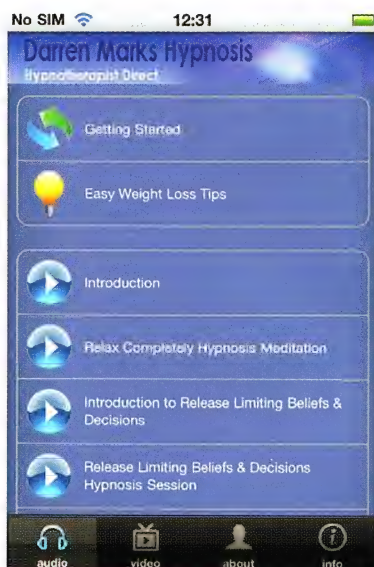 No SIM 12:31
Darren Marks Hypnosis
Hypnotherapist Direct
Getting Started
Easy Weight Loss Tips
Introduction
Relax Completely Hypnosis Meditation
Introduction to Release Limiting Beliefs &
Decisions
Release Limiting Beliefs & Decisions
Hypnosis Session
audio video about info